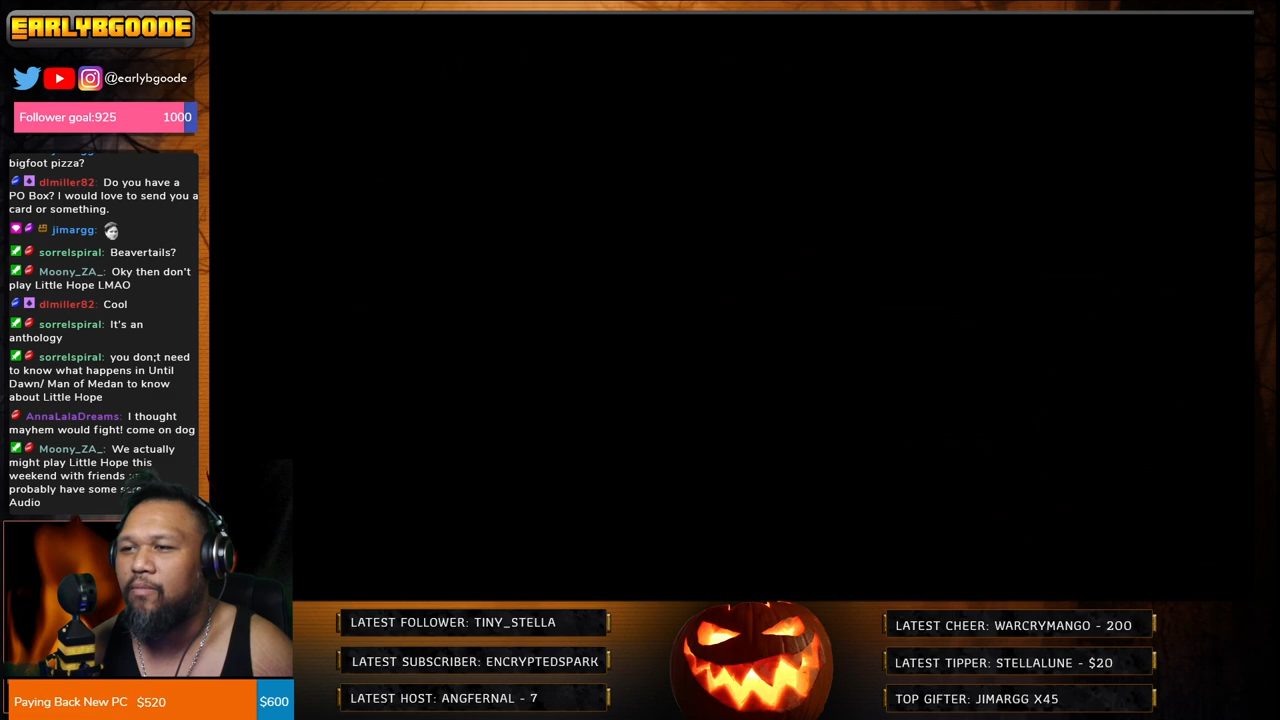 EARLYBGOODE
@earlybgoode
Follower goal:925 1000
bigfoot pizza?
dlmiller82: Do you have a
PO Box? I would love to send you a
card or something.
jimargg:
sorrelspiral: Beavertails?
Moony_ZA_: Oky then don't
play Little Hope LMAO
dlmiller82: Cool
sorrelspiral: It's an
anthology
sorrelspiral: you don;t need
to know what happens in Until
Dawn/ Man of Medan to know
about Little Hope
AnnaLalaDreams: I thought
mayhem would fight! come on dog
Moony_ZA_: We actually
might play Little Hope this
weekend with friends
probably have some
Audio
Paying Back New PC $520 $600
LATEST FOLLOWER: TINY_STELLA
LATEST SUBSCRIBER: ENCRYPTEDSPARK
LATEST HOST: ANGFERNAL - 7
LATEST CHEER: WARCRYMANGO - 200
LATEST TIPPER: STELLALUNE - $20
TOP GIFTER: JIMARGG X45